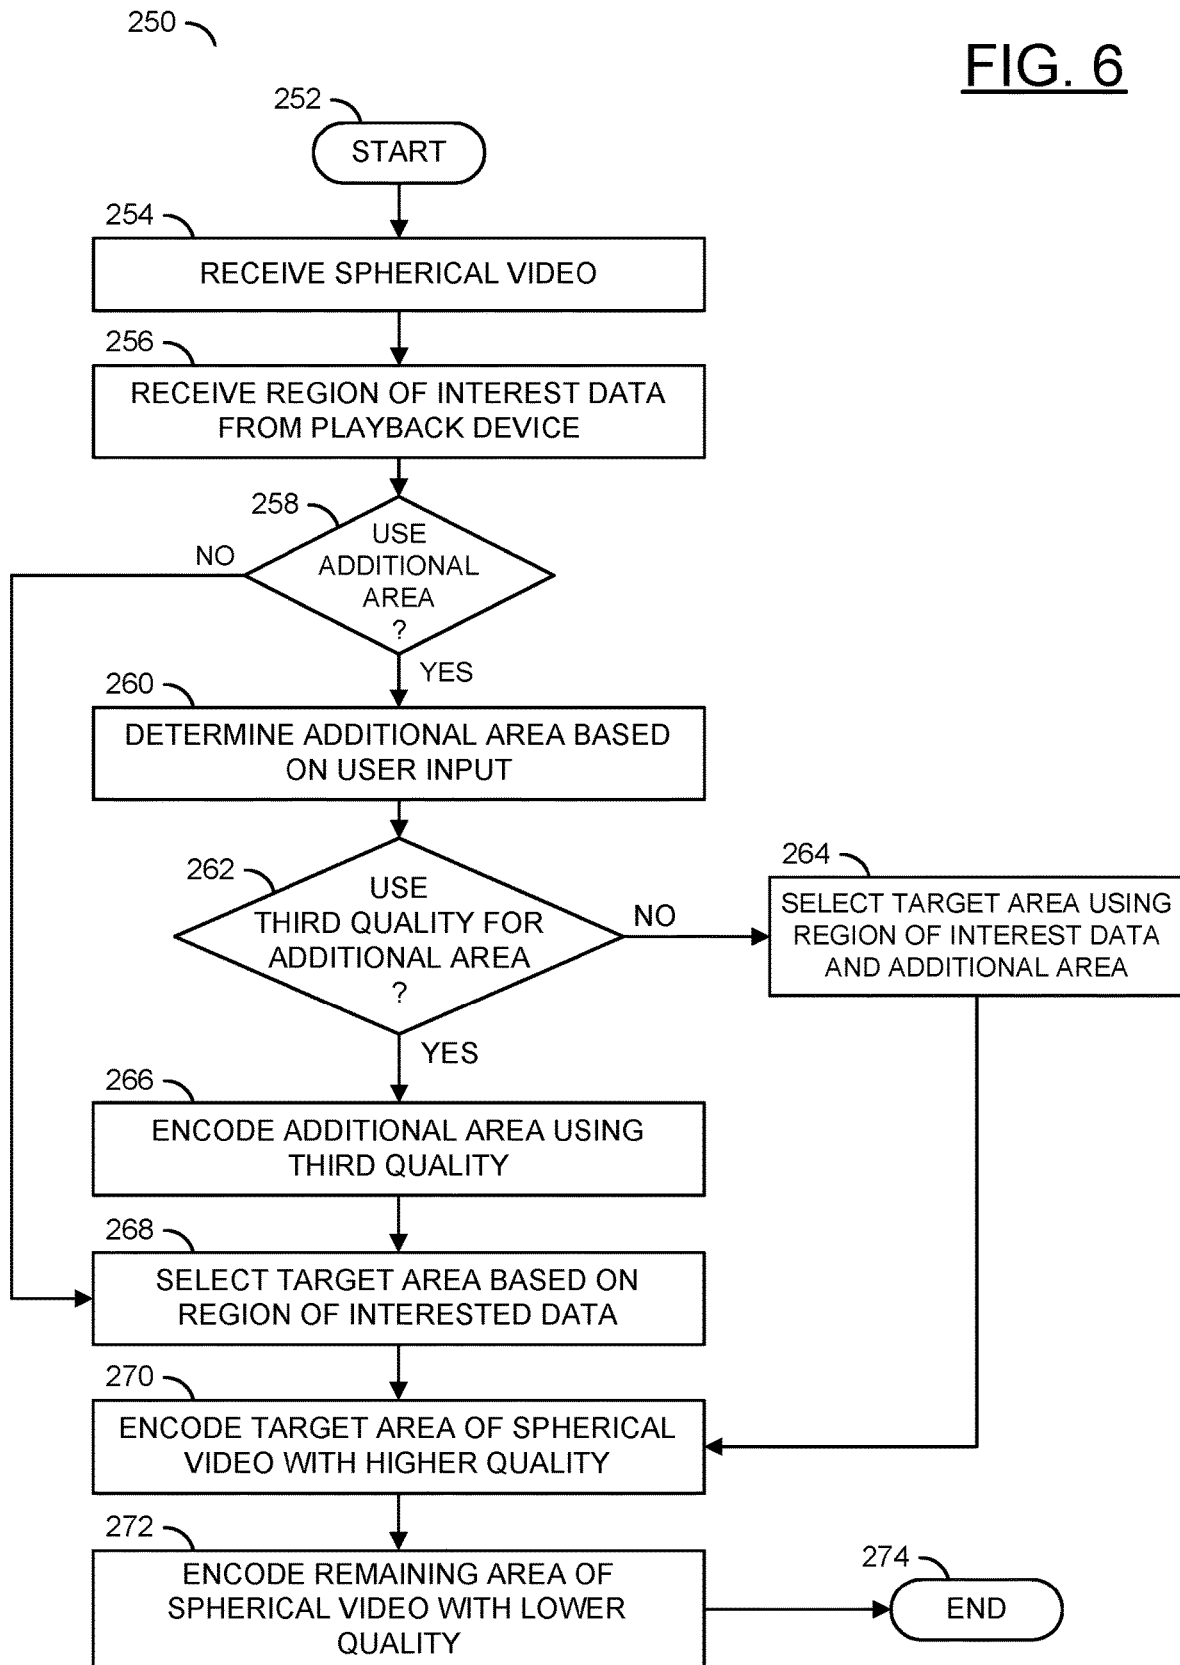 250
FIG. 6
252
START
254
RECEIVE SPHERICAL VIDEO
256
RECEIVE REGION OF INTEREST DATA
FROM PLAYBACK DEVICE
258
USE
ADDITIONAL
AREA
?
NO
YES
260
DETERMINE ADDITIONAL AREA BASED
ON USER INPUT
262
USE
THIRD QUALITY FOR
ADDITIONAL AREA
?
NO
264
SELECT TARGET AREA USING
REGION OF INTEREST DATA
AND ADDITIONAL AREA
YES
266
ENCODE ADDITIONAL AREA USING
THIRD QUALITY
268
SELECT TARGET AREA BASED ON
REGION OF INTERESTED DATA
270
ENCODE TARGET AREA OF SPHERICAL
VIDEO WITH HIGHER QUALITY
272
ENCODE REMAINING AREA OF
SPHERICAL VIDEO WITH LOWER
QUALITY
274
END